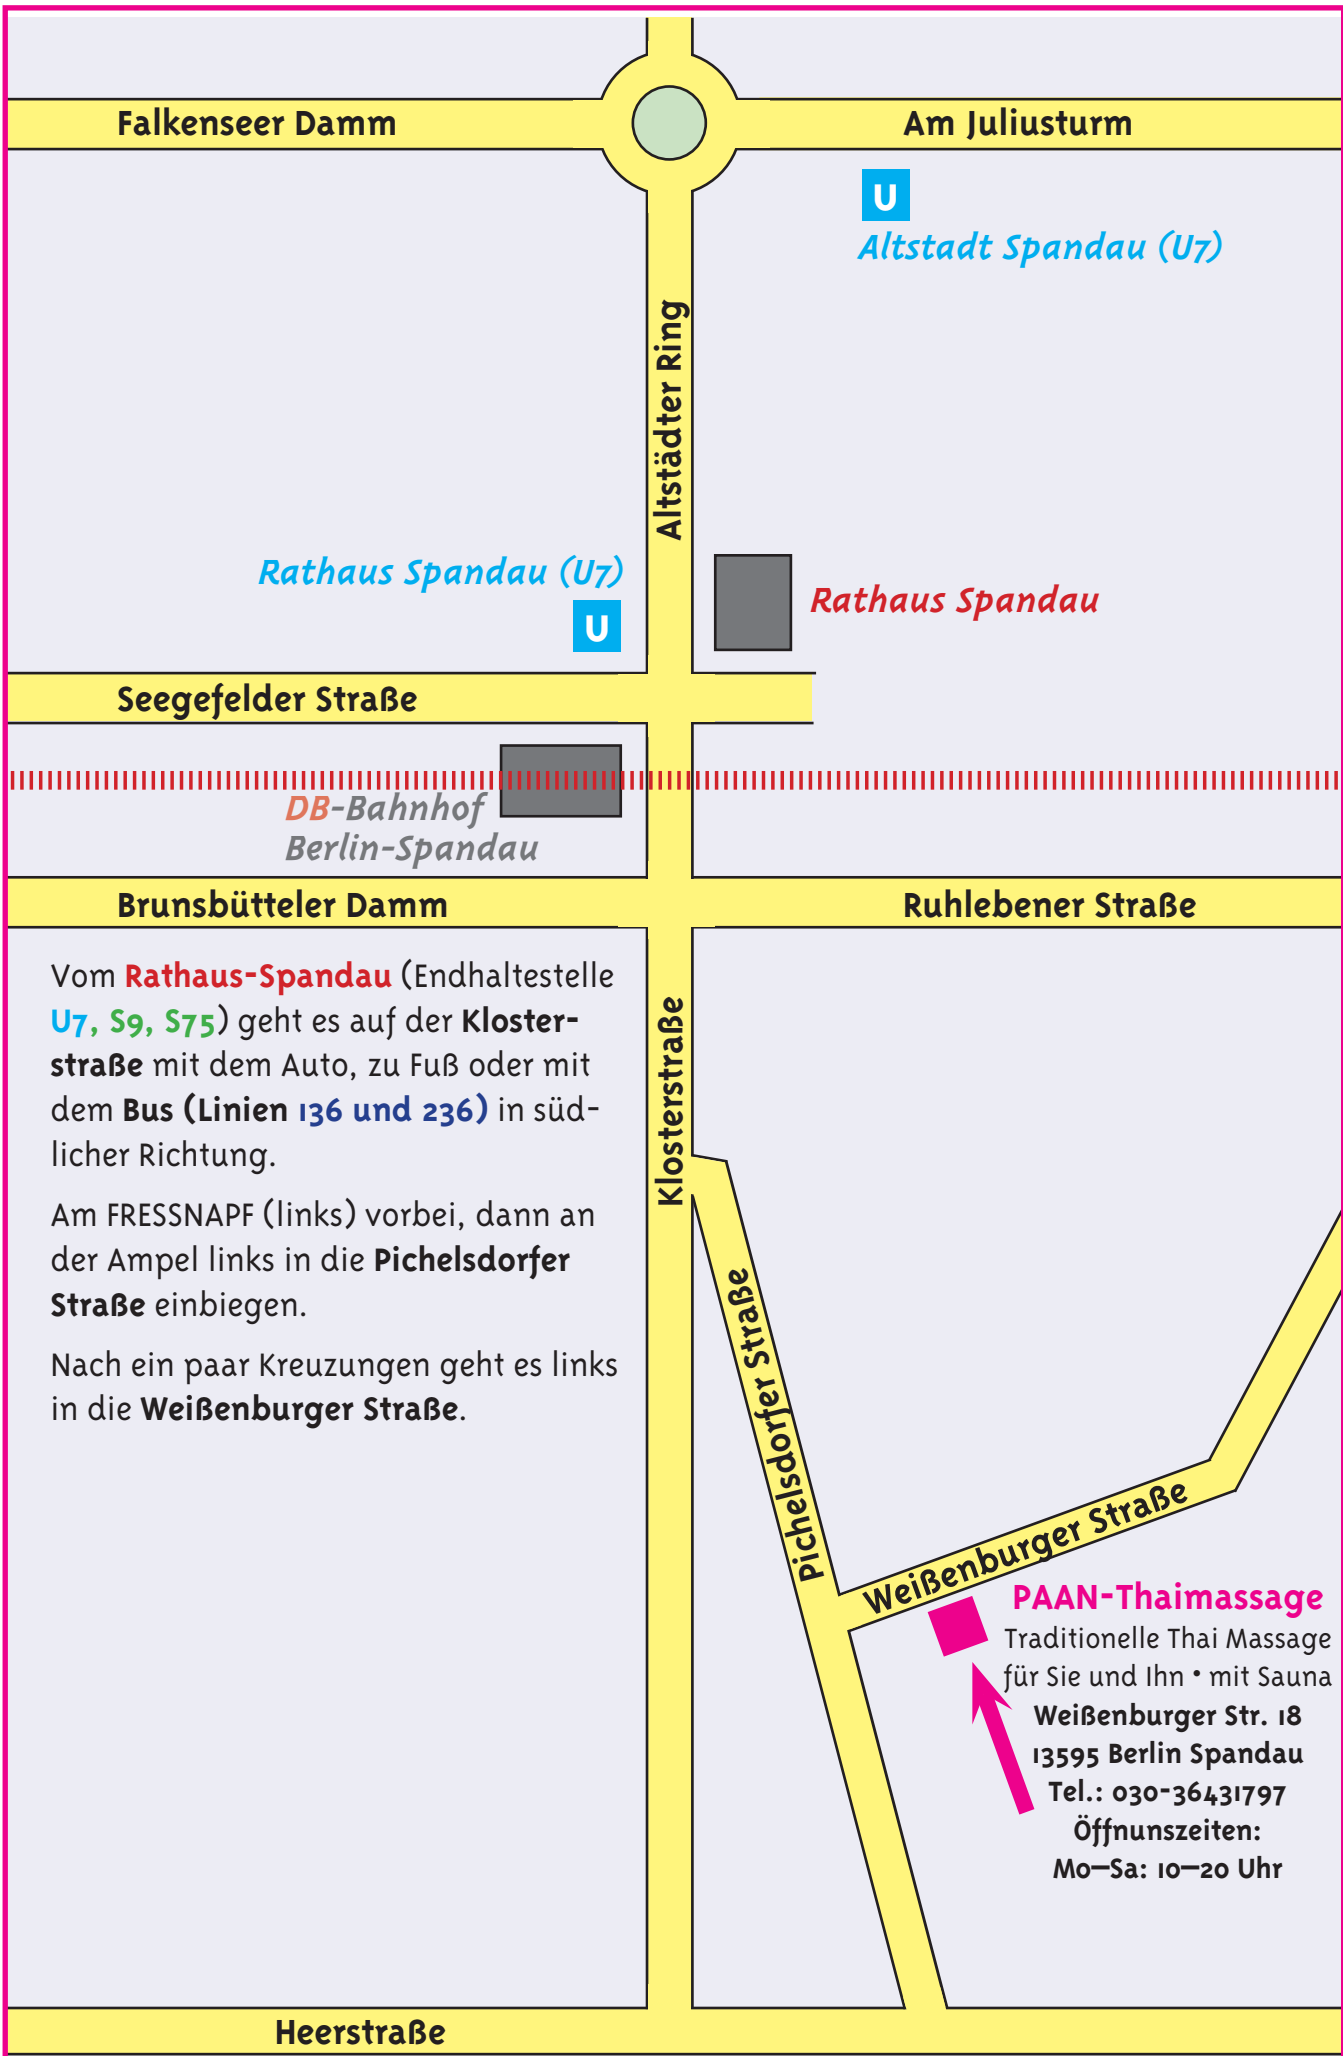 Falkenseer Damm
Am Juliusturm
U
Altstadt Spandau (U7)
Altstädter Ring
Rathaus Spandau (U7)
U
Rathaus Spandau
Seegefelder Straße
DB-Bahnhof
Berlin-Spandau
Brunsbütteler Damm
Ruhlebener Straße
Vom Rathaus-Spandau (Endhaltestelle
U7, S9, S75) geht es auf der Kloster-
straße mit dem Auto, zu Fuß oder mit
dem Bus (Linien 136 und 236) in süd-
licher Richtung.
Am FRESSNAPF (links) vorbei, dann an
der Ampel links in die Pichelsdorfer
Straße einbiegen.
Nach ein paar Kreuzungen geht es links
in die Weißenburger Straße.
Klosterstraße
Pichelsdorfer Straße
Weißenburger Straße
PAAN-Thaimassage
Traditionelle Thai Massage
für Sie und Ihn • mit Sauna
Weißenburger Str. 18
13595 Berlin Spandau
Tel.: 030-36431797
Öffnunszeiten:
Mo—Sa: 10—20 Uhr
Heerstraße